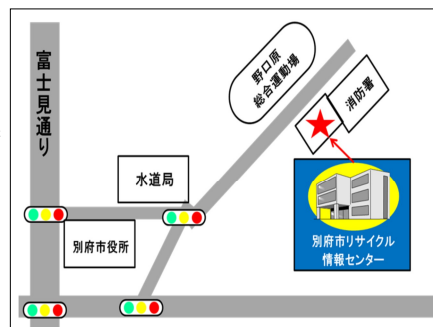 富士見通り
野口原
総合運動場
消防署
水道局
別府市役所
別府市リサイクル
情報センター